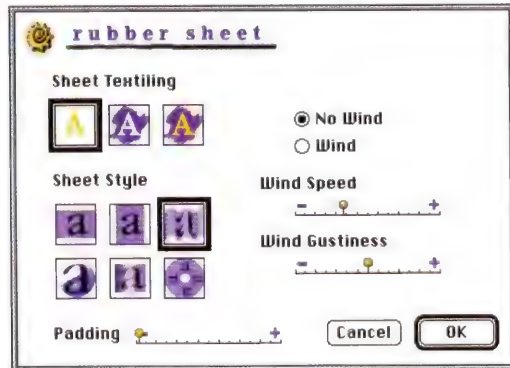 rubber sheet
Sheet Textiling
A A A
No Wind
Wind
Sheet Style
a a n
a n
Wind Speed
- +
Wind Gustiness
- +
Padding - +
Cancel OK